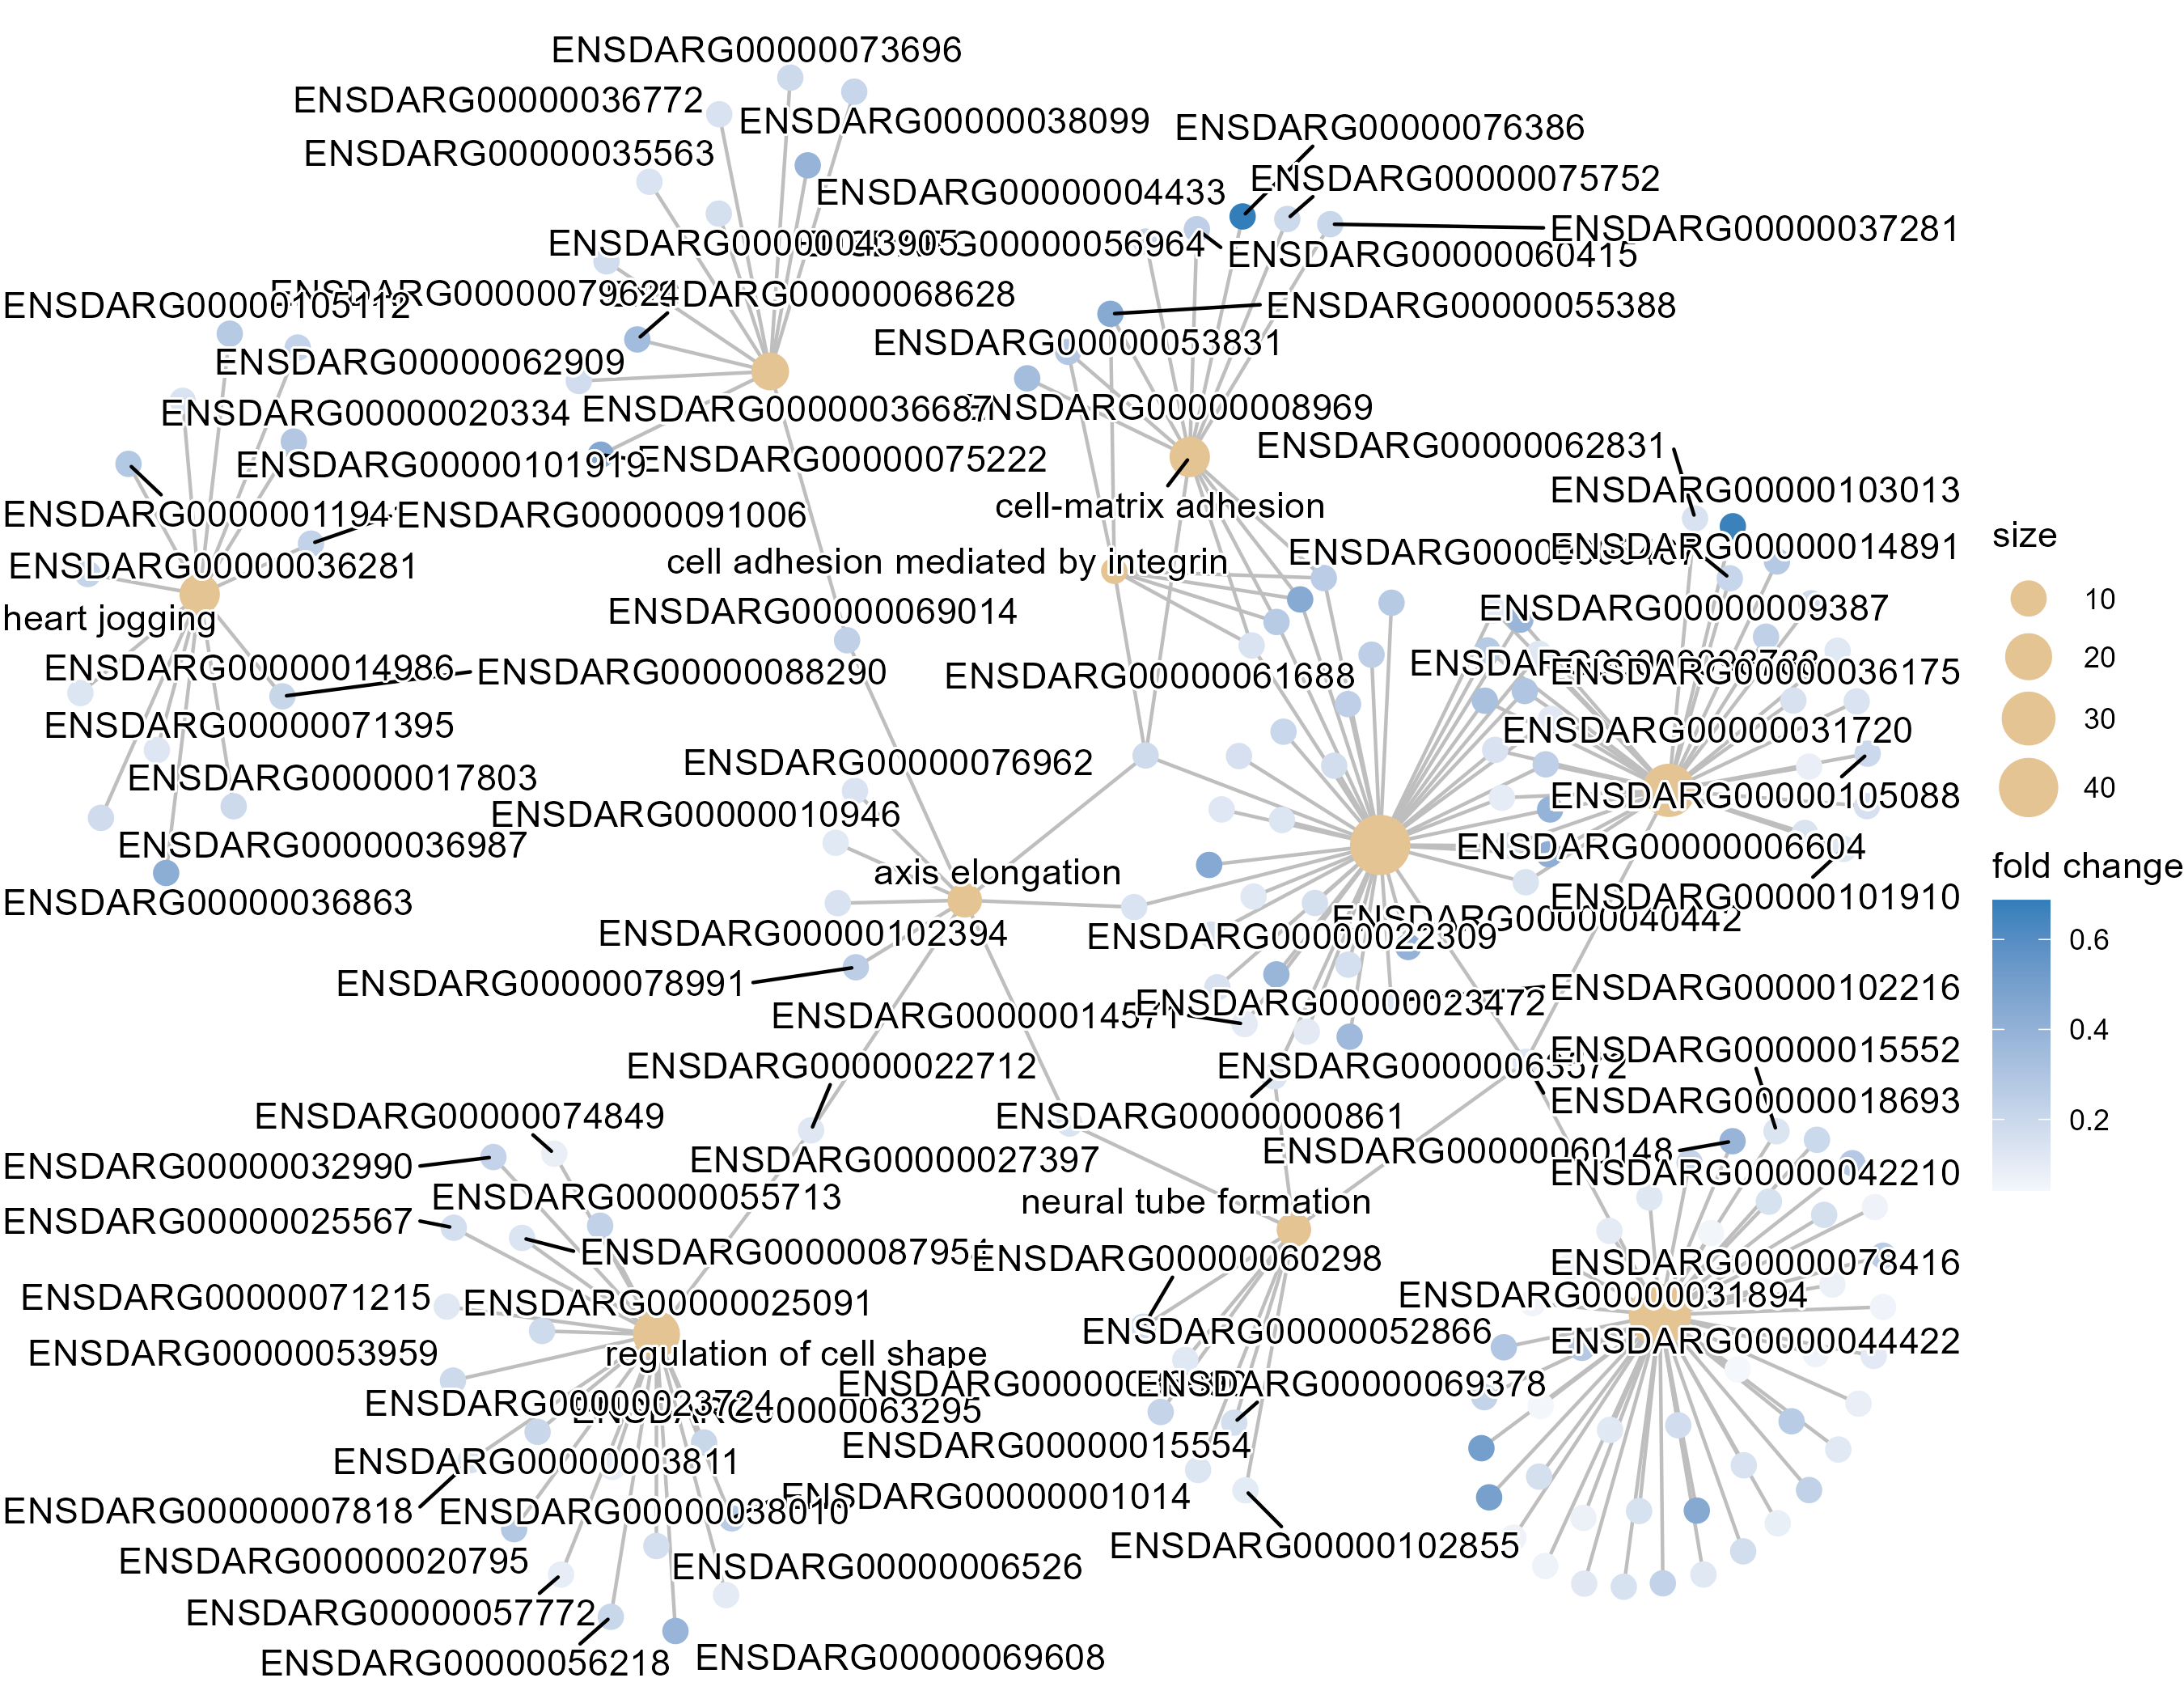 ENSDARG00000073696
ENSDARG00000036772
ENSDARG00000038099
ENSDARG00000076386
ENSDARG00000035563
ENSDARG00000075752
ENSDARG00000004433
ENSDARG00000037281
ENSDARG00000043905
ENSDARG00000060415
ENSDARG00000105112
ENSDARG00000055388
ENSDARG00000053831
ENSDARG00000062909
ENSDARG00000020334
ENSDARG00000036687
ENSDARG00000008969
ENSDARG00000062831
ENSDARG00000101919
ENSDARG00000075222
ENSDARG00000103013
cell-matrix adhesion
ENSDARG00000091006
size
ENSDARG00000014891
cell adhesion mediated by integrin
ENSDARG00000036281
10
ENSDARG00000009387
ENSDARG00000069014
heart jogging
20
ENSDARG00000014986
ENSDARG00000088290
ENSDARG00000061688
ENSDARG00000036175
30
ENSDARG00000071395
ENSDARG00000031720
ENSDARG00000076962
ENSDARG00000017803
40
ENSDARG00000105088
ENSDARG00000010946
ENSDARG00000036987
ENSDARG00000006604
fold change
axis elongation
ENSDARG00000101910
ENSDARG00000036863
ENSDARG00000040442
ENSDARG00000102394
ENSDARG00000022309
0.6
ENSDARG00000078991
ENSDARG00000102216
ENSDARG00000023472
0.4
ENSDARG00000015552
ENSDARG00000022712
ENSDARG00000018693
ENSDARG00000074849
ENSDARG00000000861
0.2
ENSDARG00000060148
ENSDARG00000027397
ENSDARG00000032990
ENSDARG00000042210
ENSDARG00000055713
neural tube formation
ENSDARG00000025567
ENSDARG00000060298
ENSDARG00000078416
ENSDARG00000071215
ENSDARG00000025091
ENSDARG00000031894
ENSDARG00000052866
ENSDARG00000044422
ENSDARG00000053959
regulation of cell shape
ENSDARG00000069378
ENSDARG00000023724
ENSDARG00000063295
ENSDARG00000015554
ENSDARG00000003811
ENSDARG00000001014
ENSDARG00000007818
ENSDARG00000038010
ENSDARG00000102855
ENSDARG00000020795
ENSDARG00000006526
ENSDARG00000057772
ENSDARG00000069608
ENSDARG00000056218